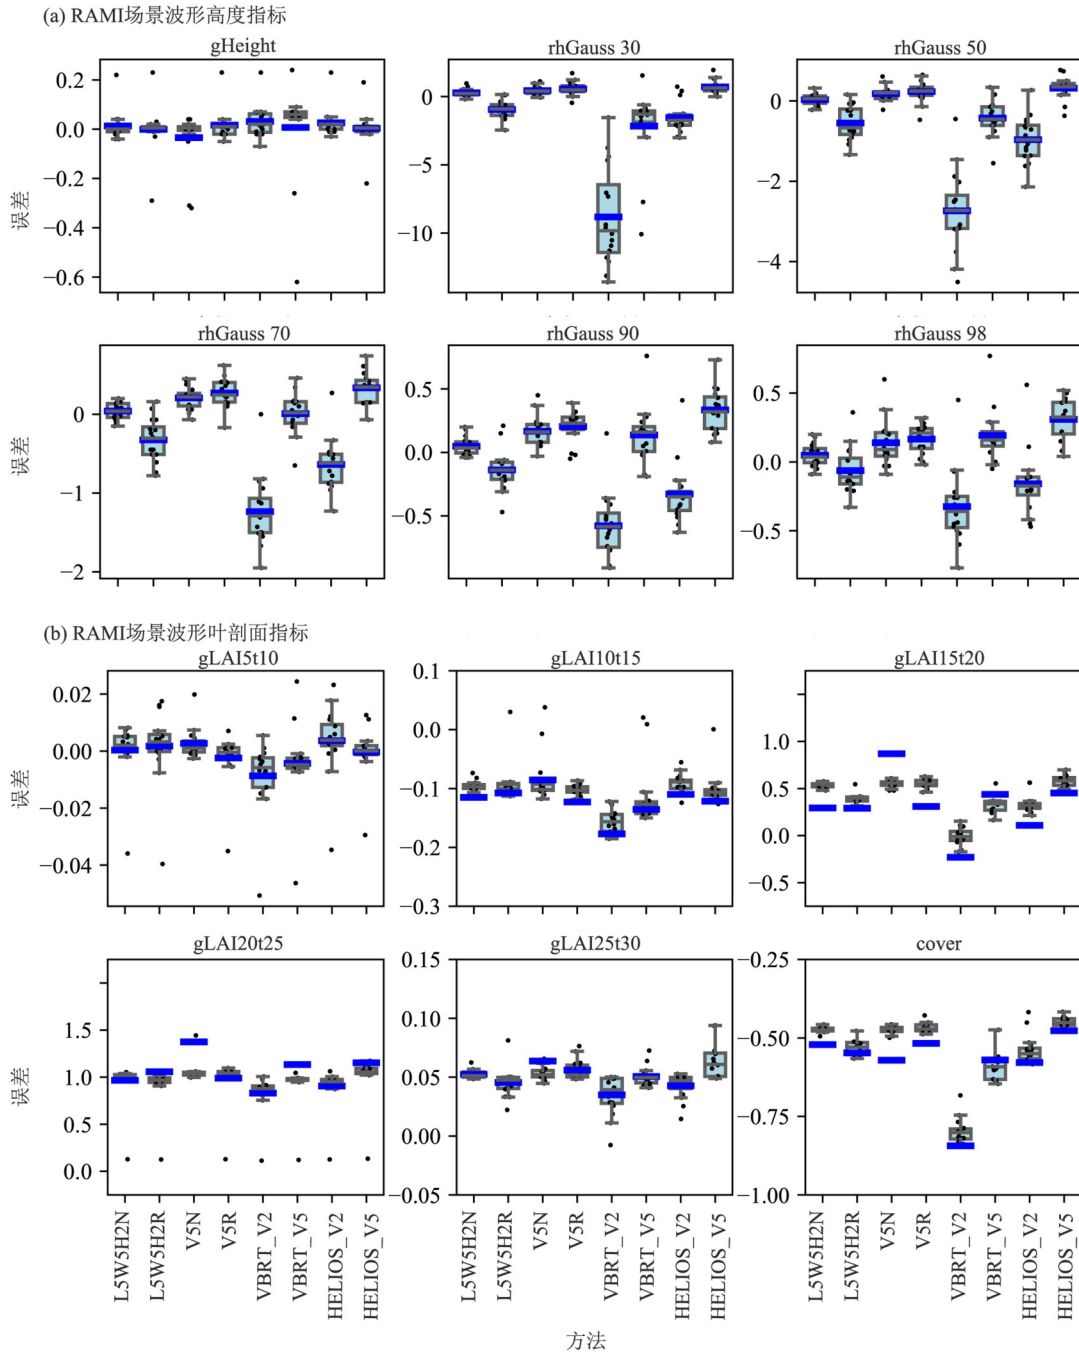 (a) RAMI场景波形高度指标
gHeight
rhGauss 30
rhGauss 50
0.2
0.0
−0.2
−0.4
−0.6
误差
0
−5
−10
0
−2
−4
rhGauss 70
rhGauss 90
rhGauss 98
0
−1
−2
误差
0.5
0.0
−0.5
0.5
0.0
−0.5
(b) RAMI场景波形叶剖面指标
gLAI5t10
gLAI10t15
gLAI15t20
0.02
0.00
−0.02
−0.04
误差
0.1
0.0
−0.1
−0.2
−0.3
1.0
0.5
0.0
−0.5
gLAI20t25
gLAI25t30
cover
1.5
1.0
0.5
0.0
误差
0.15
0.10
0.05
0.00
−0.05
−0.25
−0.50
−0.75
−1.00
L5W5H2N
L5W5H2R
V5N
V5R
VBRT_V2
VBRT_V5
HELIOS_V2
HELIOS_V5
L5W5H2N
L5W5H2R
V5N
V5R
VBRT_V2
VBRT_V5
HELIOS_V2
HELIOS_V5
L5W5H2N
L5W5H2R
V5N
V5R
VBRT_V2
VBRT_V5
HELIOS_V2
HELIOS_V5
方法